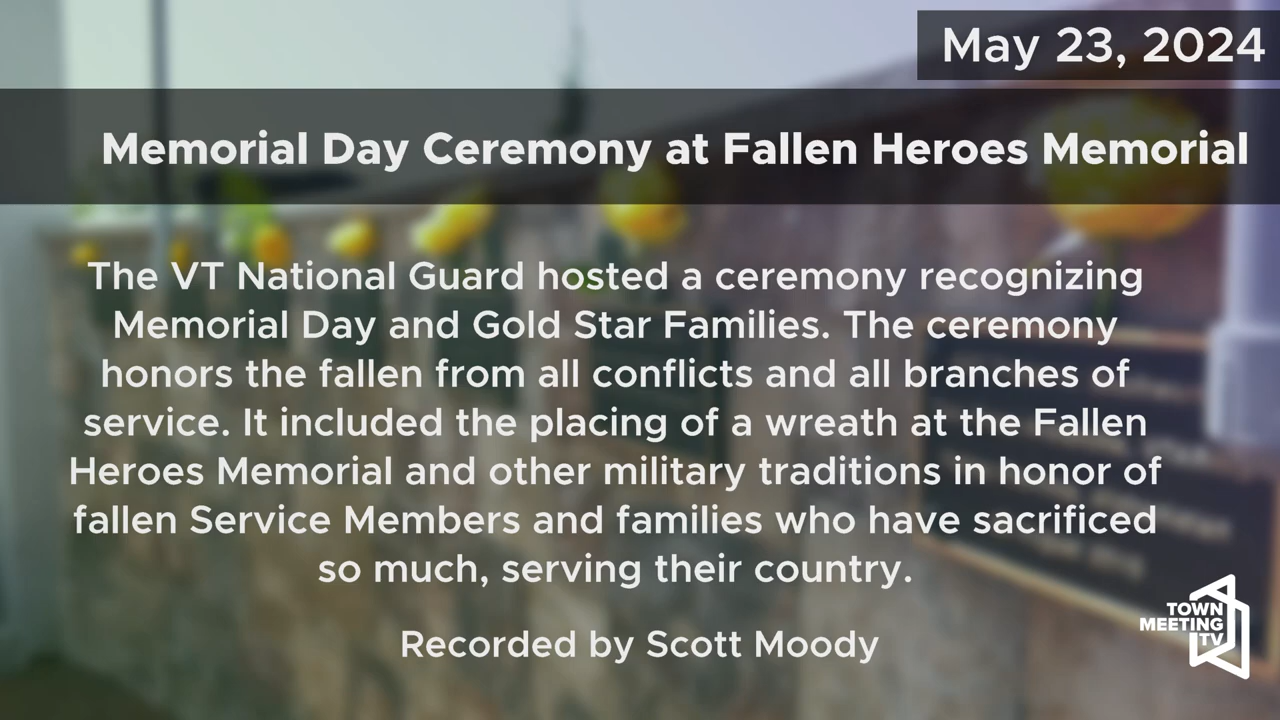 May 23, 2024
Memorial Day Ceremony at Fallen Heroes Memorial
The VT National Guard hosted a ceremony recognizing
Memorial Day and Gold Star Families. The ceremony
honors the fallen from all conflicts and all branches of
service. It included the placing of a wreath at the Fallen
Heroes Memorial and other military traditions in honor of
fallen Service Members and families who have sacrificed
so much, serving their country.
Recorded by Scott Moody
TOWN
MEETING
TV